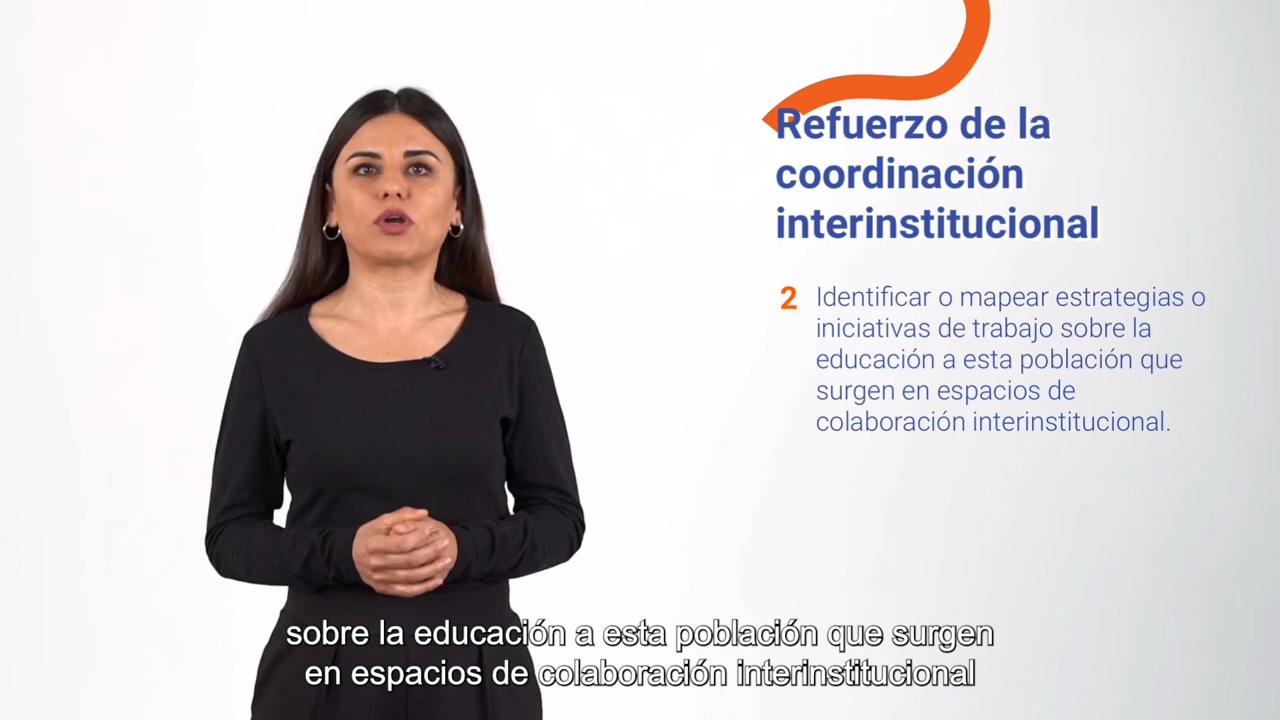 Refuerzo de la
coordinación
interinstitucional
2 Identificar o mapear estrategias o
iniciativas de trabajo sobre la
educación a esta población que
surgen en espacios de
colaboración interinstitucional.
sobre la educación a esta población que surgen
en espacios de colaboración interinstitucional